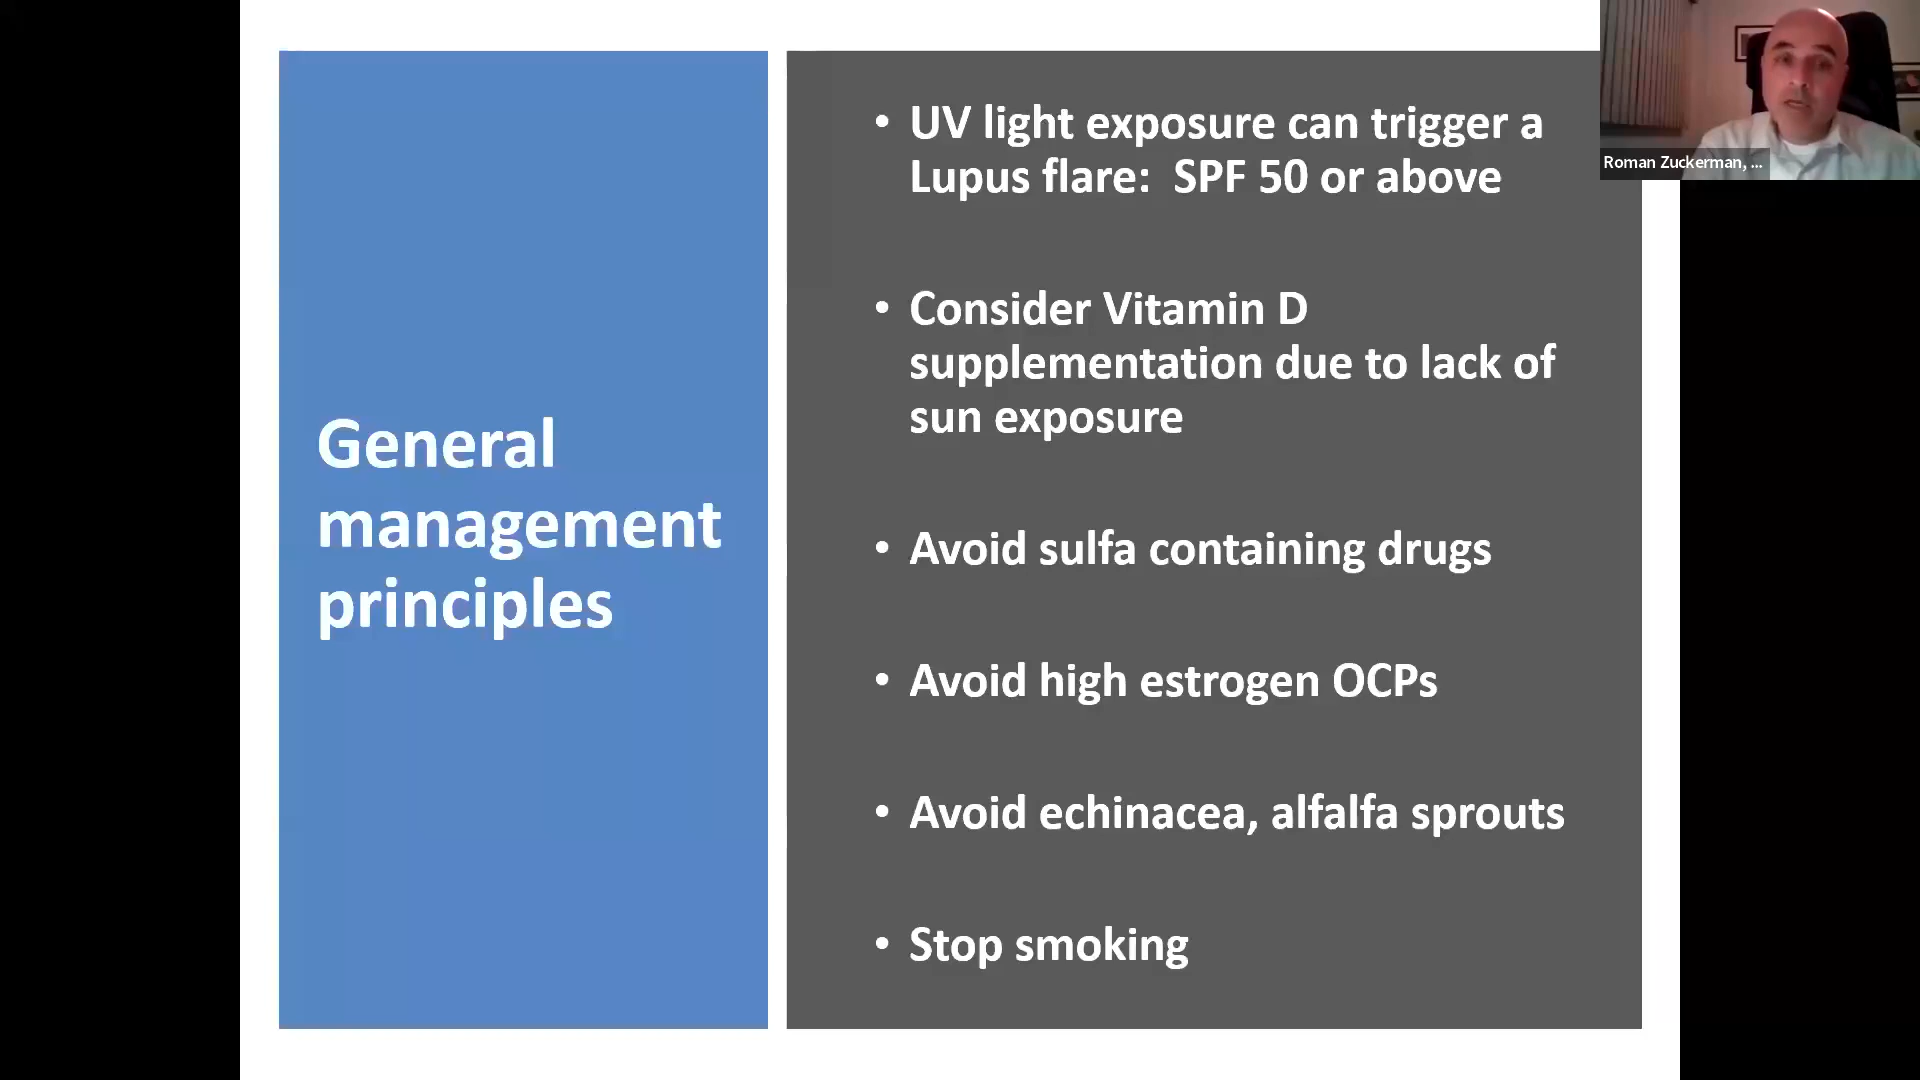 General
management
principles
• UV light exposure can trigger a
Lupus flare: SPF 50 or above
• Consider Vitamin D
supplementation due to lack of
sun exposure
• Avoid sulfa containing drugs
• Avoid high estrogen OCPs
• Avoid echinacea, alfalfa sprouts
• Stop smoking
Roman Zuckerman, ...